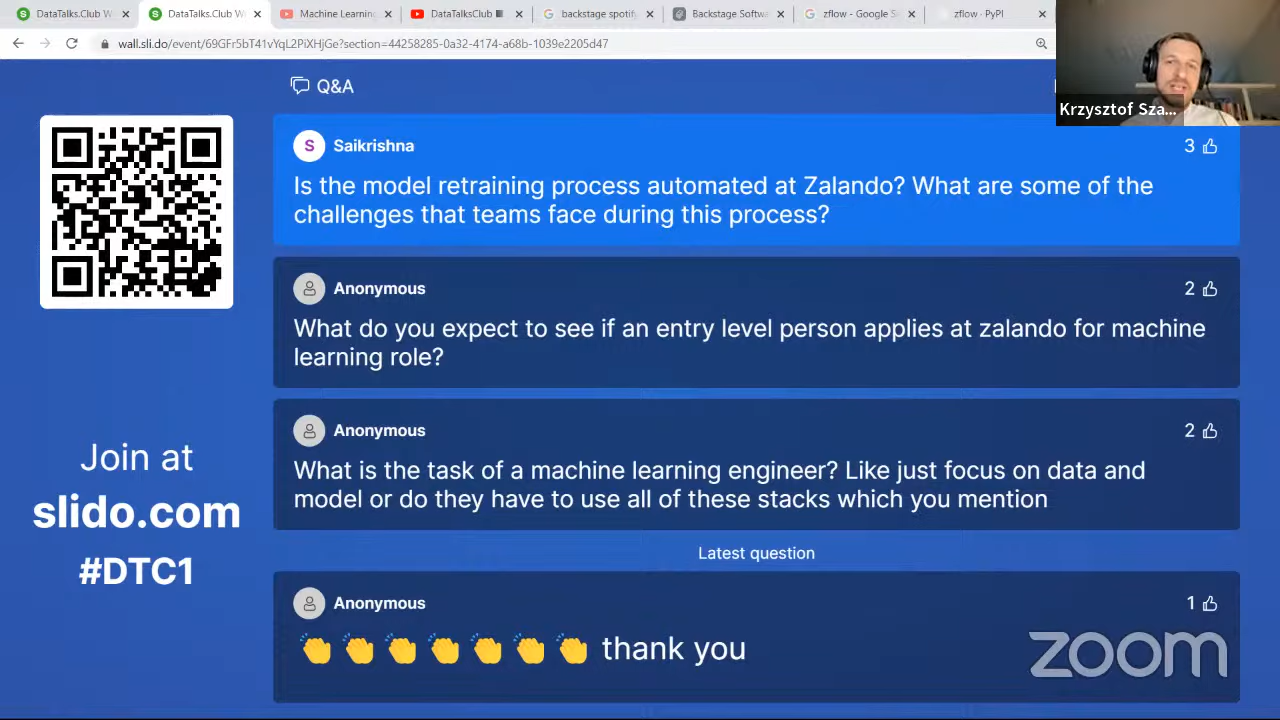 DataTalks.Club W
DataTalks.Club W
Machine Learning
DataTalksClub
backstage spotif
Backstage Softwa
zflow - Google S
zflow · PyPI
wall.sli.do/event/69GFr5bT41vYqL2PiXHjGe?section=44258285-0a32-4174-a68b-1039e2205d47
Krzysztof Sza...
Q&A
S Saikrishna 3
Is the model retraining process automated at Zalando? What are some of the
challenges that teams face during this process?
Anonymous 2
What do you expect to see if an entry level person applies at zalando for machine
learning role?
Anonymous 2
What is the task of a machine learning engineer? Like just focus on data and
model or do they have to use all of these stacks which you mention
Join at
slido.com
#DTC1
Latest question
Anonymous 1
👏 👏 👏 👏 👏 👏 👏 thank you
zoom